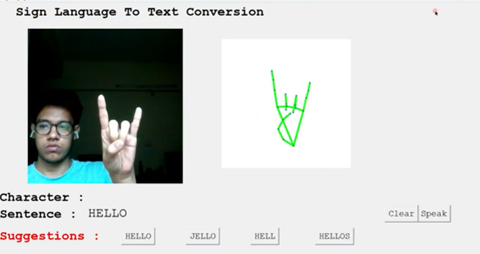 Sign Language To Text Conversion
Character :
Sentence : HELLO
Clear Speak
Suggestions : HELLO JELLO HELL HELLOS